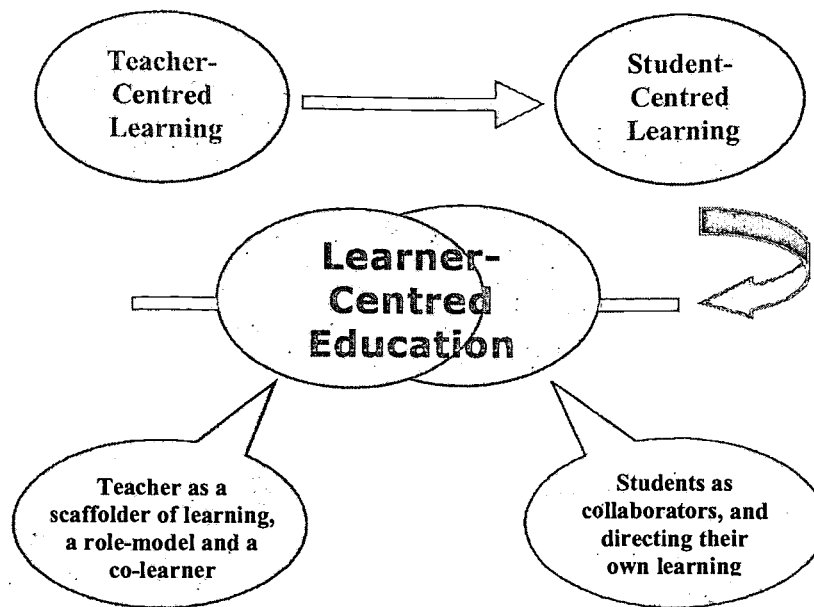 Teacher-
Centred
Learning
Student-
Centred
Learning
Learner-
Centred
Education
Teacher as a
scaffolder of learning,
a role-model and a
co-learner
Students as
collaborators, and
directing their
own learning